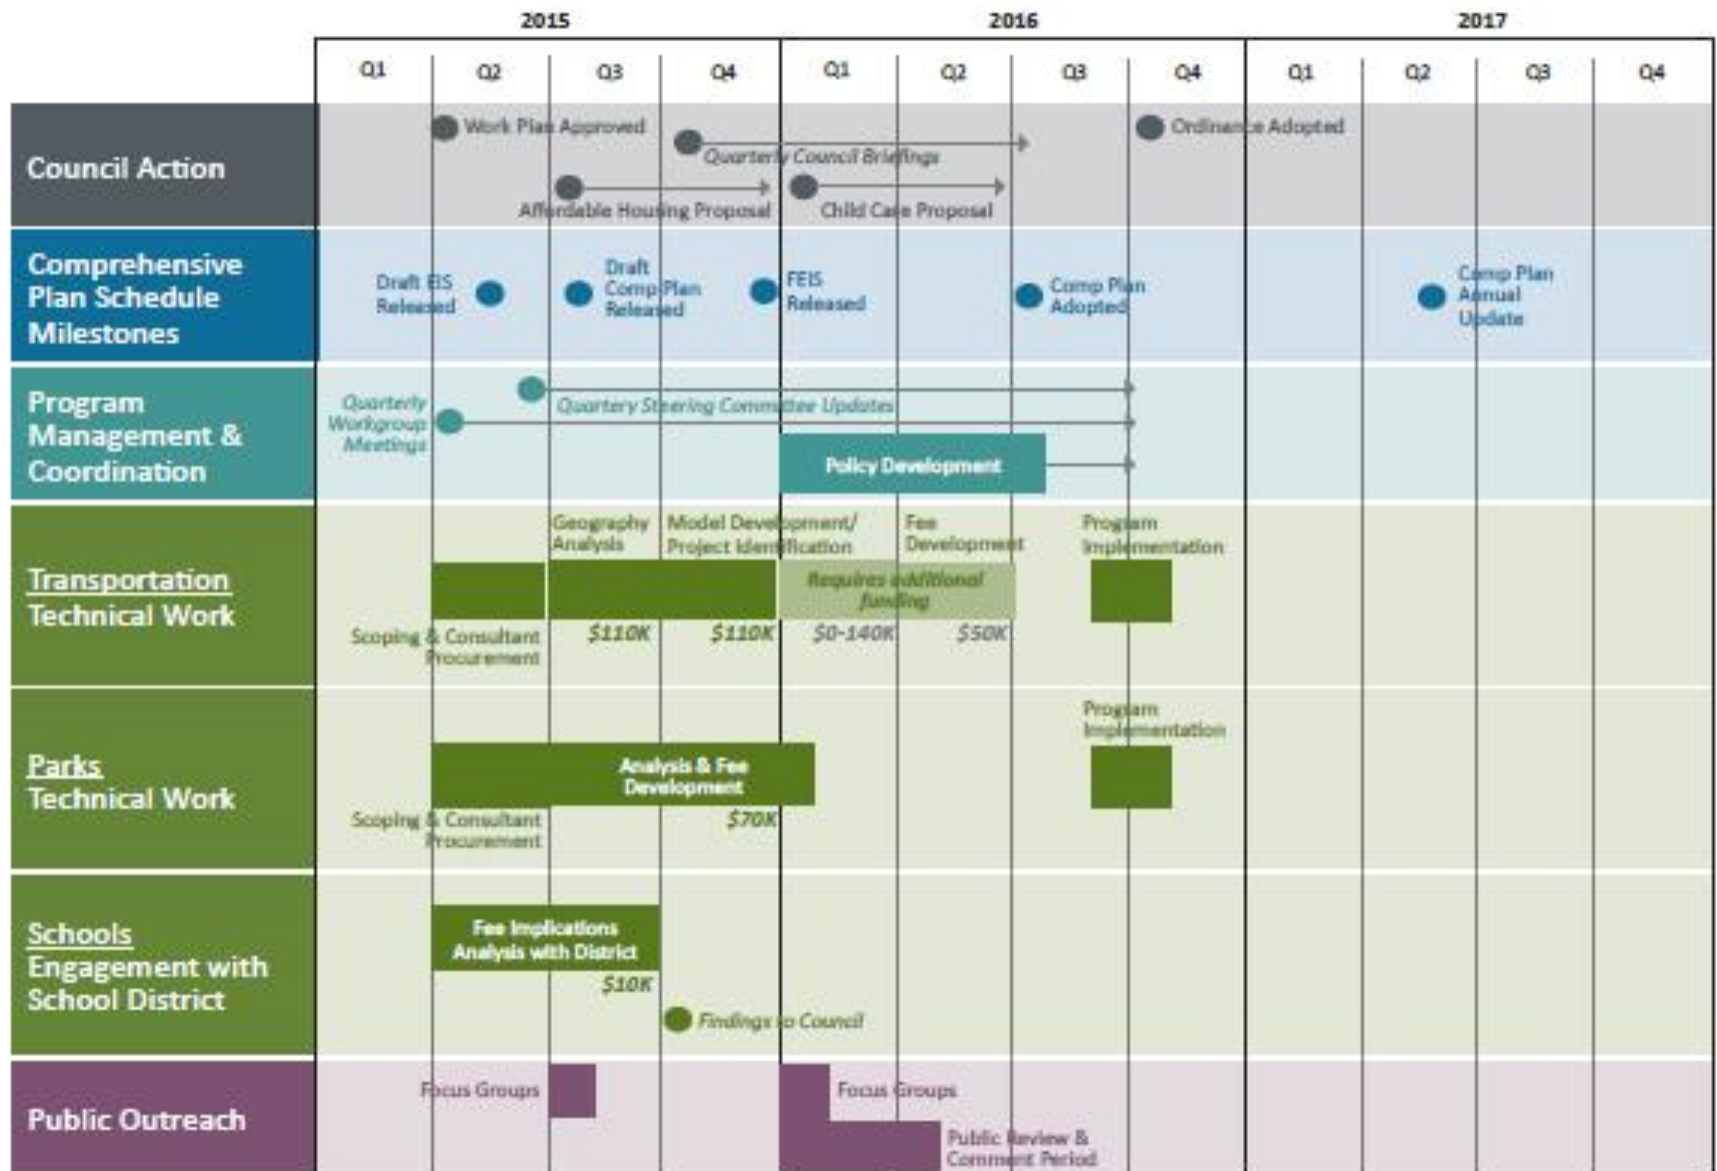 2015 2016 2017
Q1 Q2 Q3 Q4 Q1 Q2 Q3 Q4 Q1 Q2 Q3 Q4
Council Action
Work Plan Approved
Quarterly Council Briefings
Ordinance Adopted
Affordable Housing Proposal
Child Care Proposal
Comprehensive
Plan Schedule
Milestones
Draft EIS
Released
Draft
Comp Plan
Released
FEIS
Released
Comp Plan
Adopted
Comp Plan
Annual
Update
Program
Management &
Coordination
Quarterly
Workgroup
Meetings
Quartery Steering Committee Updates
Policy Development
Transportation
Technical Work
Geography
Analysis
Model Development/
Project Identification
Fee
Development
Program
Implementation
Requires additional
funding
Scoping & Consultant
Procurement
$110K
$110K
$0-140K
$50K
Parks
Technical Work
Program
Implementation
Analysis & Fee
Development
Scoping & Consultant
Procurement
$70K
Schools
Engagement with
School District
Fee Implications
Analysis with District
$10K
Findings to Council
Public Outreach
Focus Groups
Focus Groups
Public Review &
Comment Period